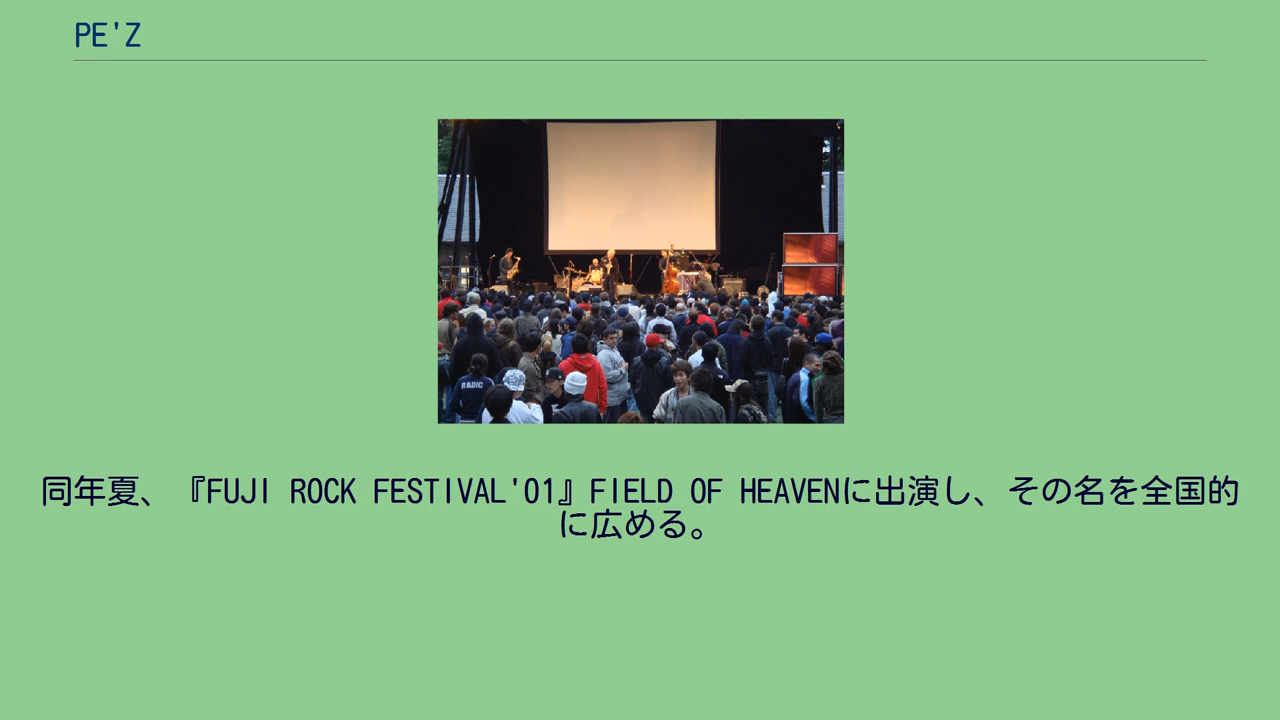 PE'Z
RADIC
同年夏、『FUJI ROCK FESTIVAL'01』FIELD OF HEAVENに出演し、その名を全国的
に広める。